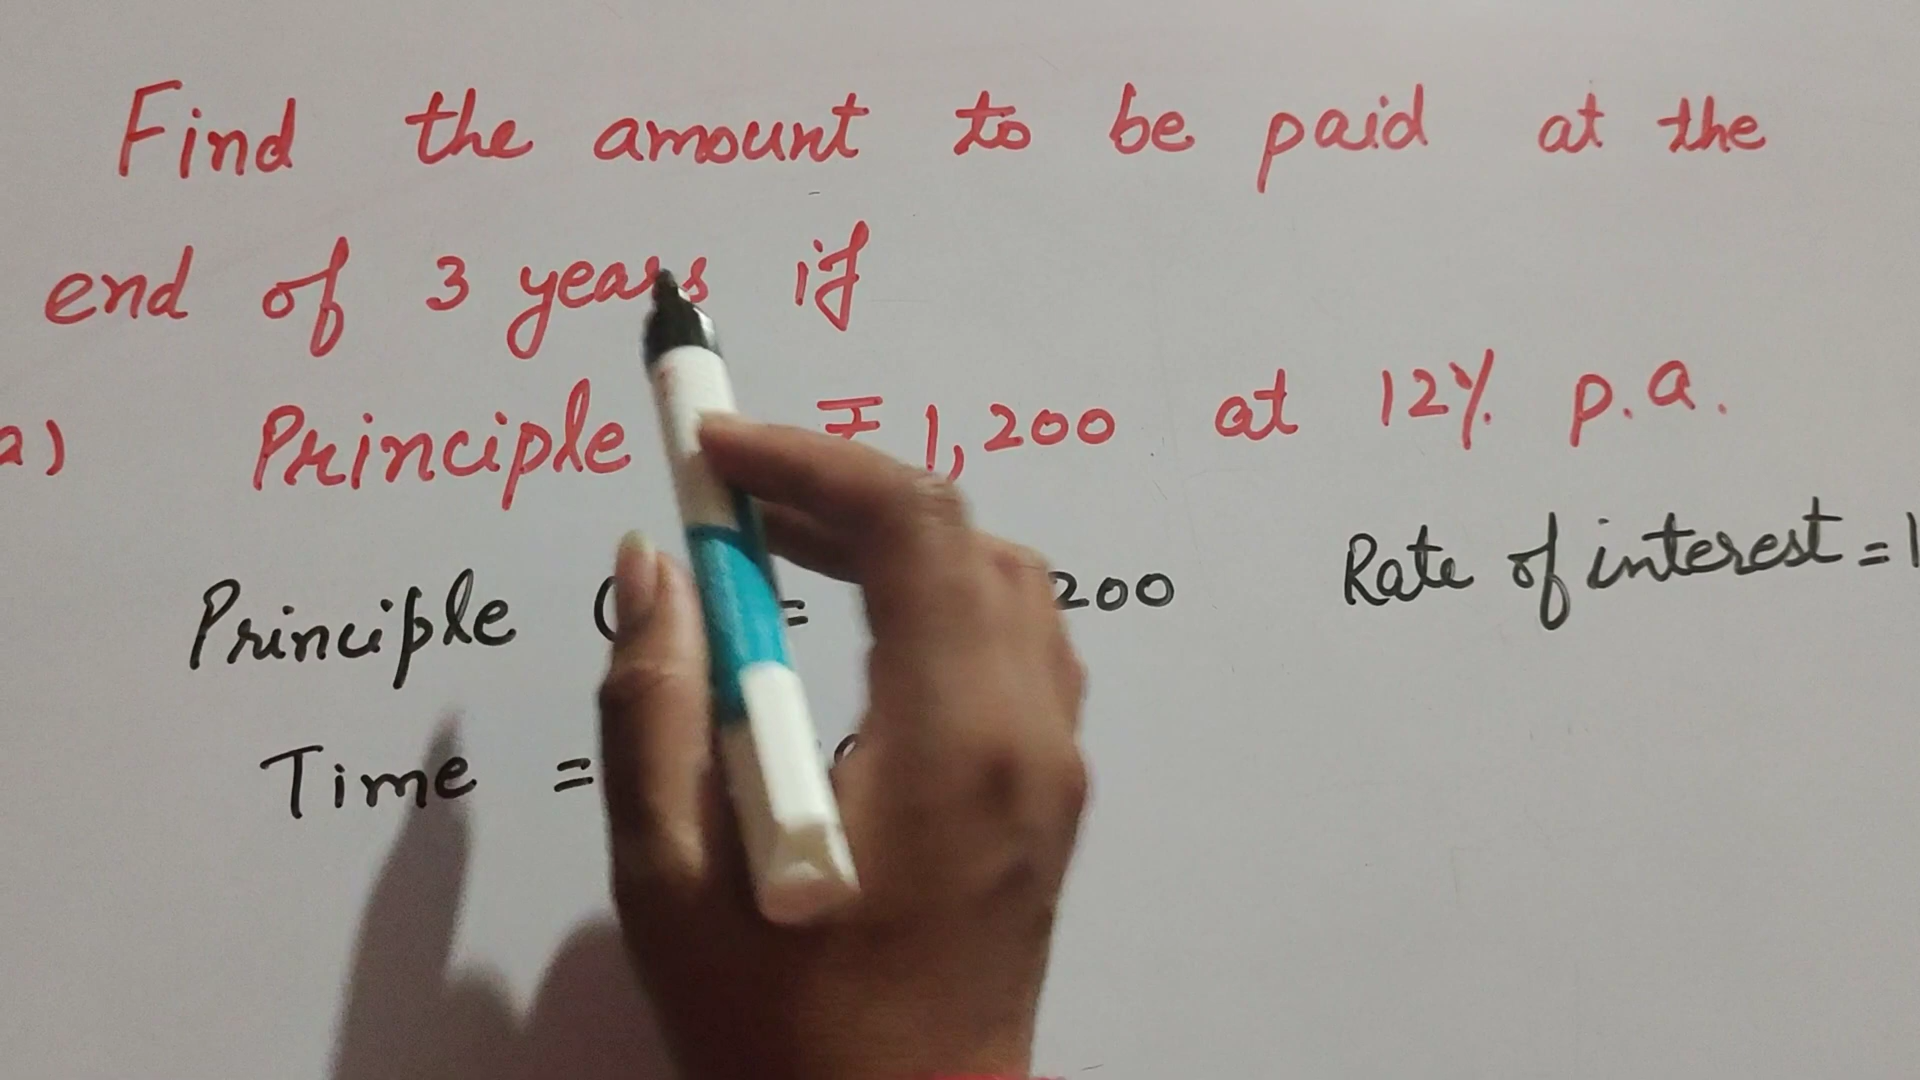 Find the amount to be paid at the
end of 3 years if
a) Principle ₹ 1,200 at 12% p.a.
Principle ( = 200 Rate of interest = 1
Time =